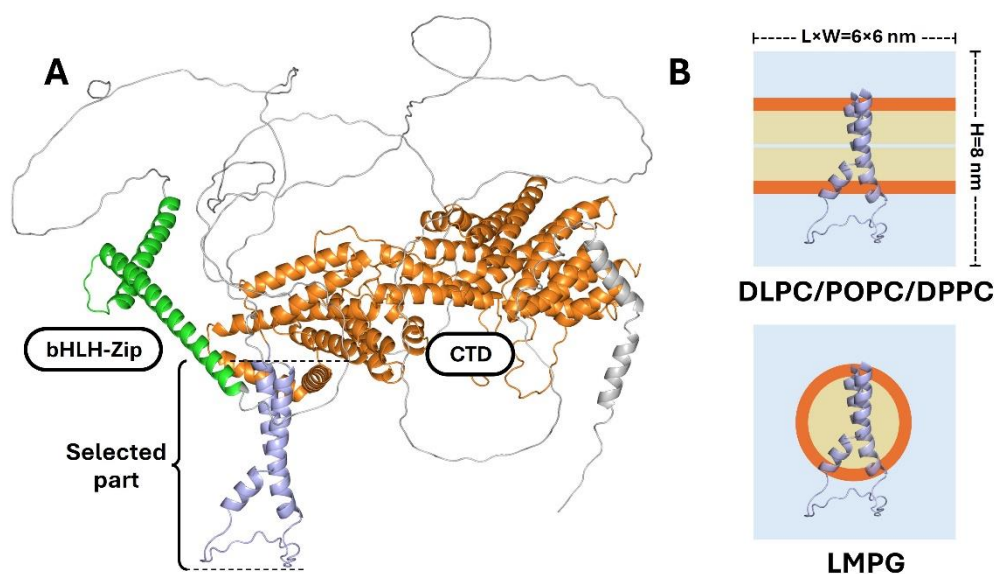 A
bHLH-Zip
CTD
Selected
part
B
L×W=6×6 nm
H=8 nm
DLPC/POPC/DPPC
LMPG